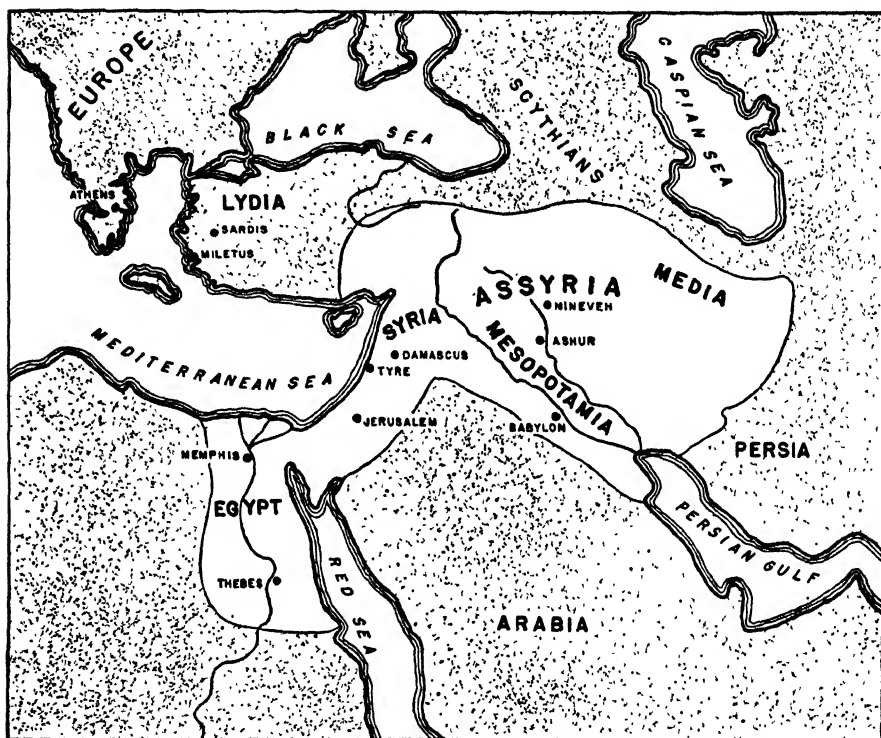 EUROPE
BLACK SEA
SCYTHIANS
CASPIAN SEA
ATHENS
LYDIA
SARDIS
MILETUS
MEDIA
ASSYRIA
NINEVEH
SYRIA
ASHUR
MESOPOTAMIA
MEDITERRANEAN SEA
DAMASCUS
TYRE
JERUSALEM
BABYLON
PERSIA
MEMPHIS
EGYPT
PERSIAN GULF
THEBES
RED SEA
ARABIA